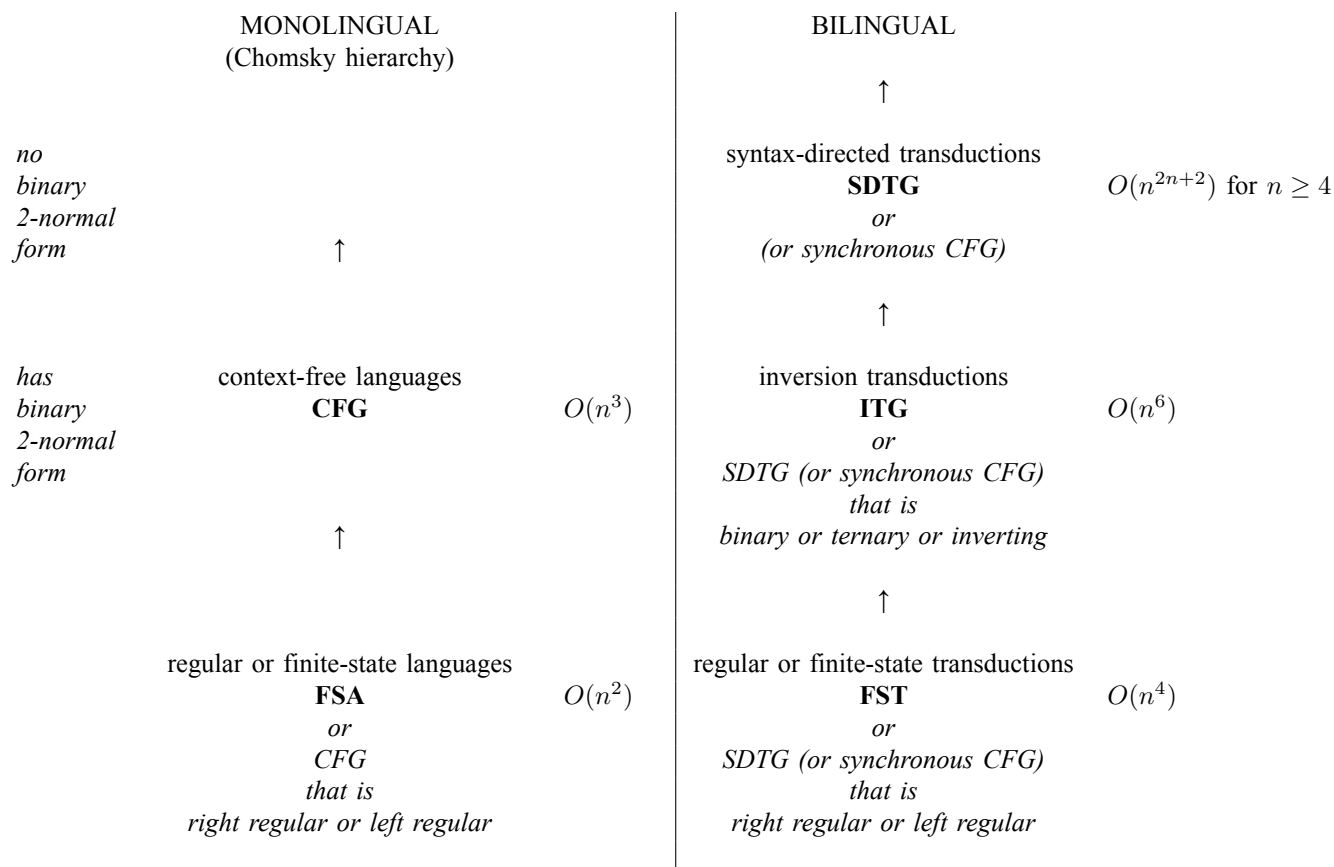 MONOLINGUAL
(Chomsky hierarchy)
BILINGUAL
↑
no
binary
2-normal
form
↑
syntax-directed transductions
SDTG
or
(or synchronous CFG)
O(n^{2n+2}) for n ≥ 4
↑
has
binary
2-normal
form
context-free languages
CFG
O(n^3)
inversion transductions
ITG
or
SDTG (or synchronous CFG)
that is
binary or ternary or inverting
O(n^6)
↑
↑
regular or finite-state languages
FSA
or
CFG
that is
right regular or left regular
O(n^2)
regular or finite-state transductions
FST
or
SDTG (or synchronous CFG)
that is
right regular or left regular
O(n^4)